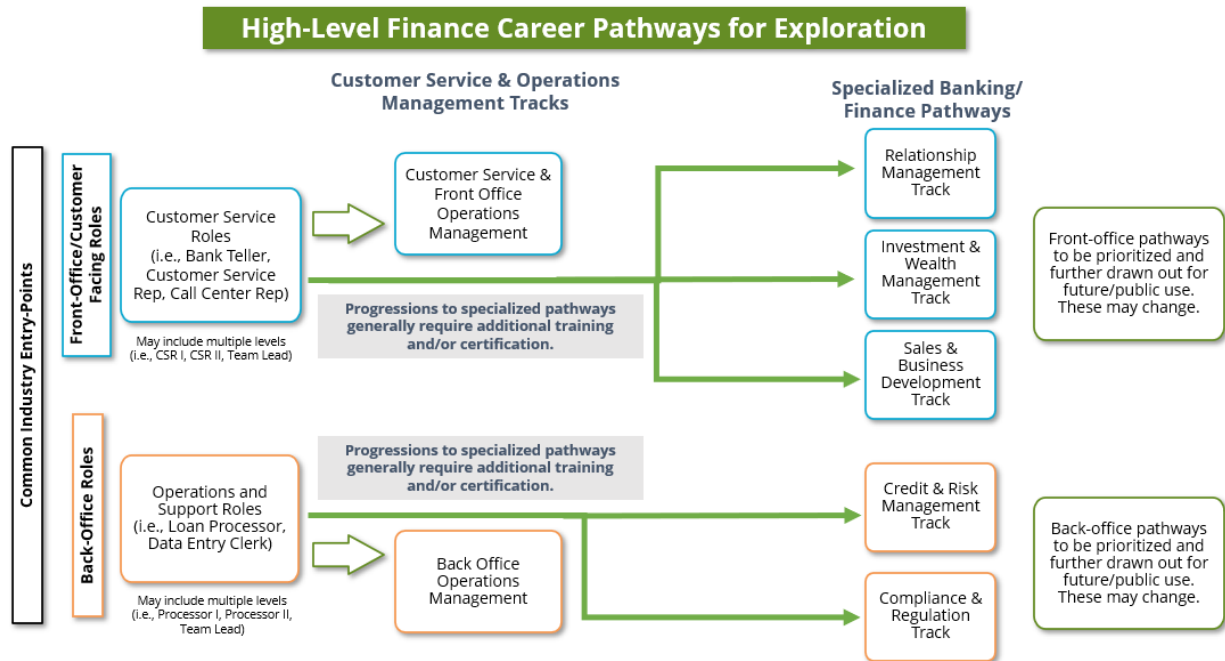 High-Level Finance Career Pathways for Exploration
Customer Service & Operations
Management Tracks
Specialized Banking/
Finance Pathways
Common Industry Entry-Points
Front-Office/Customer
Facing Roles
Customer Service
Roles
(i.e., Bank Teller,
Customer Service
Rep, Call Center Rep)
May include multiple levels
(i.e., CSR I, CSR II, Team Lead)
Customer Service &
Front Office
Operations
Management
Progressions to specialized pathways
generally require additional training
and/or certification.
Relationship
Management
Track
Investment &
Wealth
Management
Track
Sales &
Business
Development
Track
Front-office pathways
to be prioritized and
further drawn out for
future/public use.
These may change.
Back-Office Roles
Operations and
Support Roles
(i.e., Loan Processor,
Data Entry Clerk)
May include multiple levels
(i.e., Processor I, Processor II,
Team Lead)
Progressions to specialized pathways
generally require additional training
and/or certification.
Back Office
Operations
Management
Credit & Risk
Management
Track
Compliance &
Regulation
Track
Back-office pathways
to be prioritized and
further drawn out for
future/public use.
These may change.